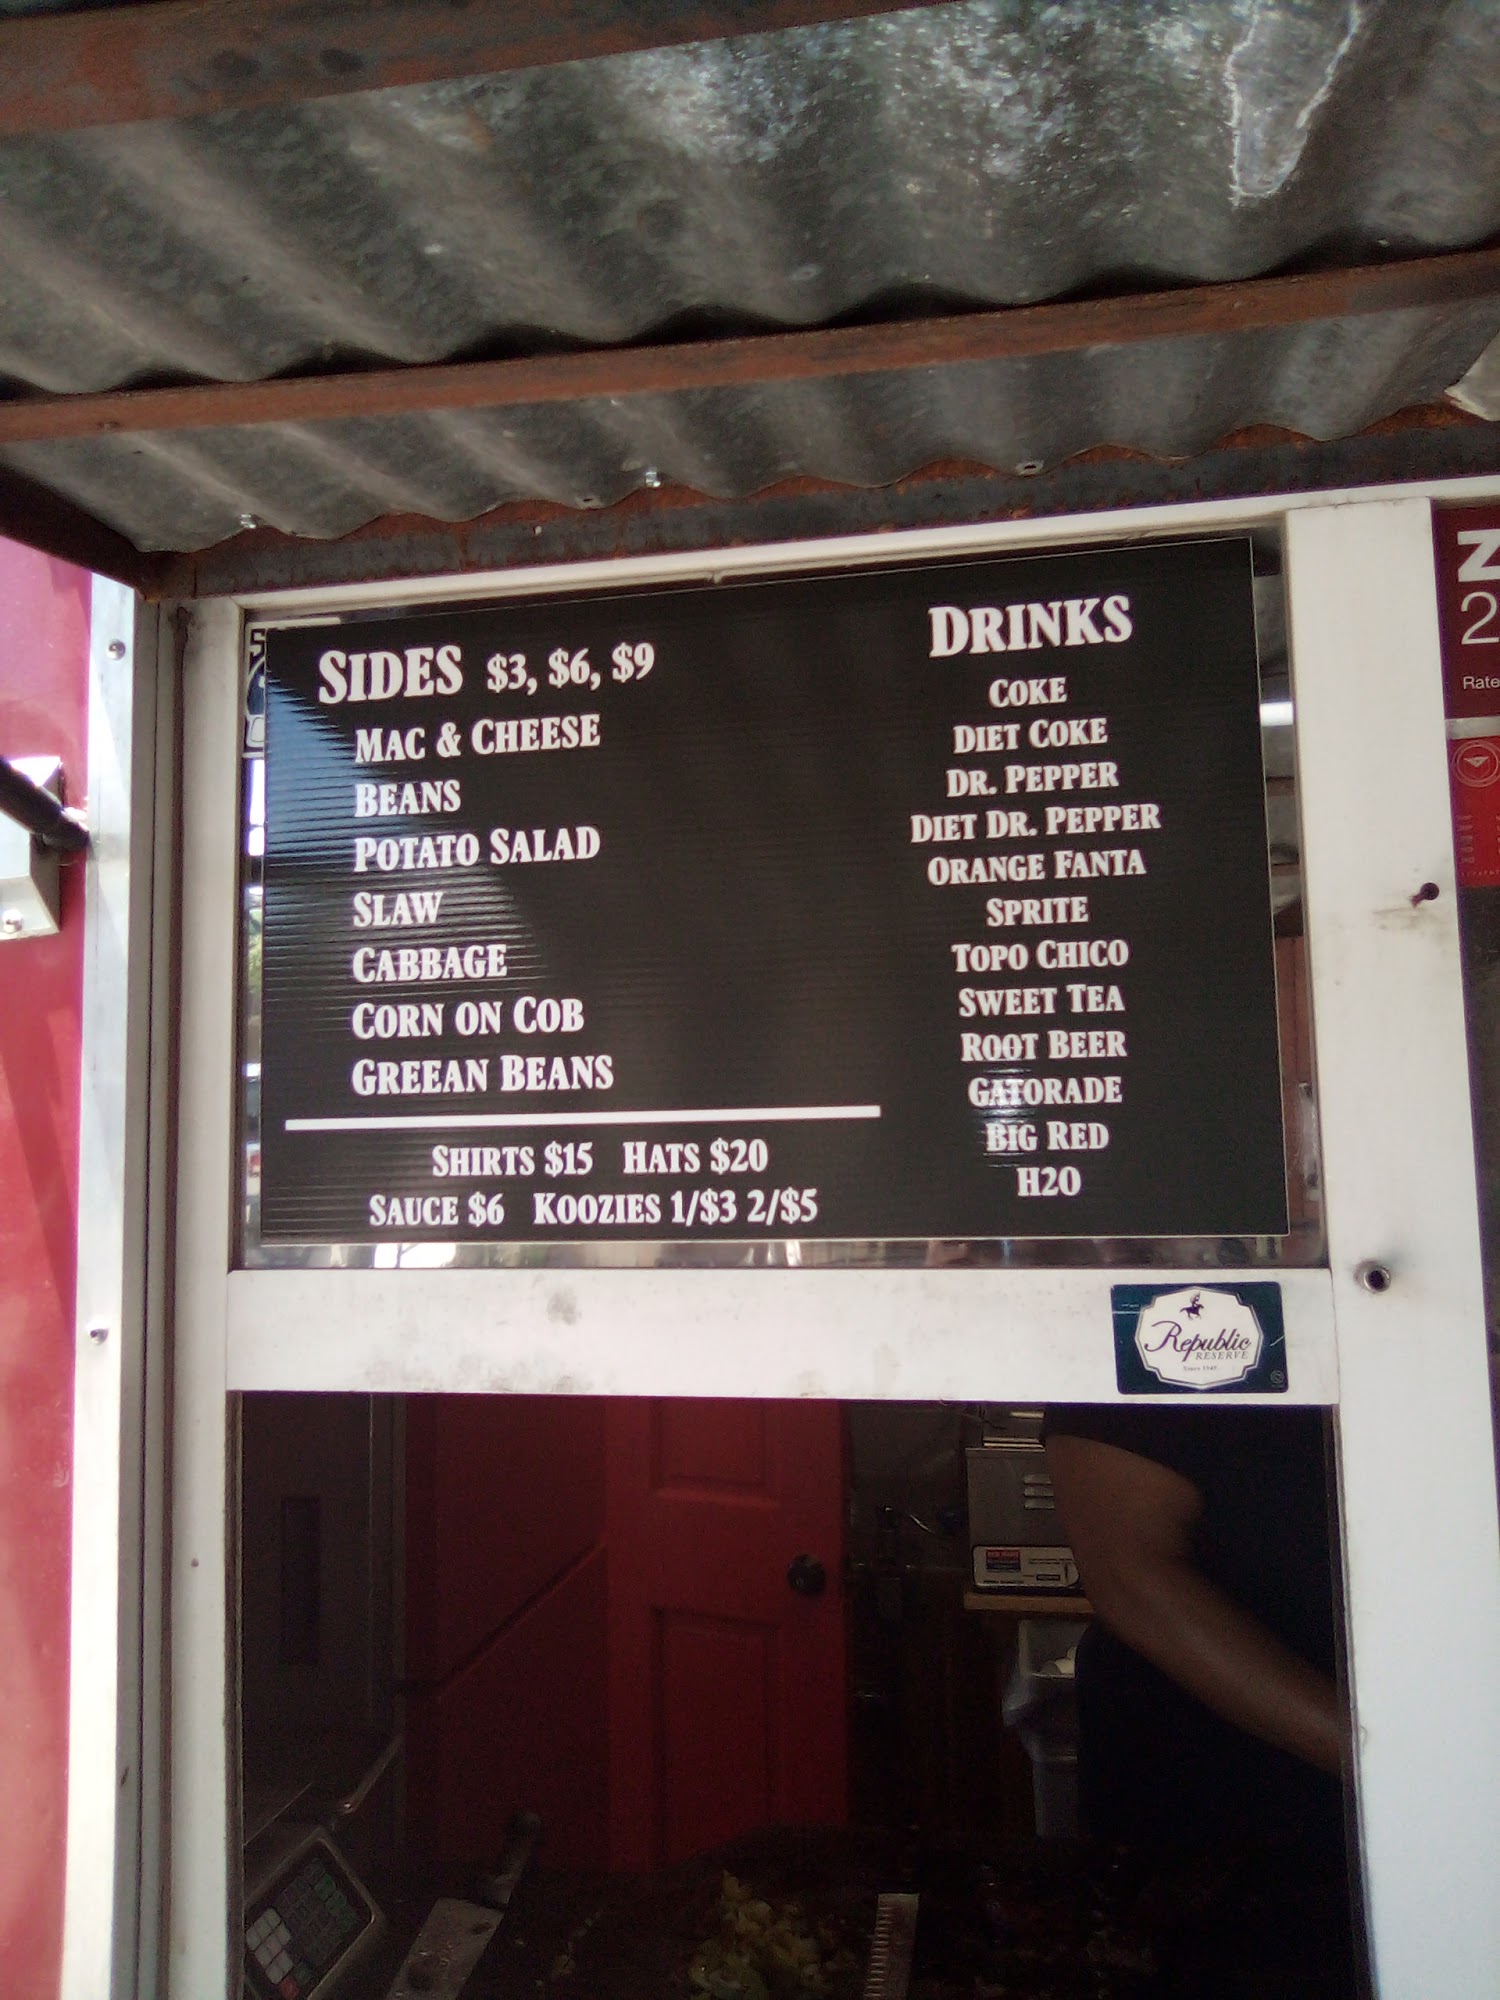 SIDES $3, $6, $9
MAC & CHEESE
BEANS
POTATO SALAD
SLAW
CABBAGE
CORN ON COB
GREEAN BEANS
SHIRTS $15 HATS $20
SAUCE $6 KOOZIES 1/$3 2/$5
DRINKS
COKE
DIET COKE
DR. PEPPER
DIET DR. PEPPER
ORANGE FANTA
SPRITE
TOPO CHICO
SWEET TEA
ROOT BEER
GATORADE
BIG RED
H2O
Z
2
Rate
Republic
RESERVE